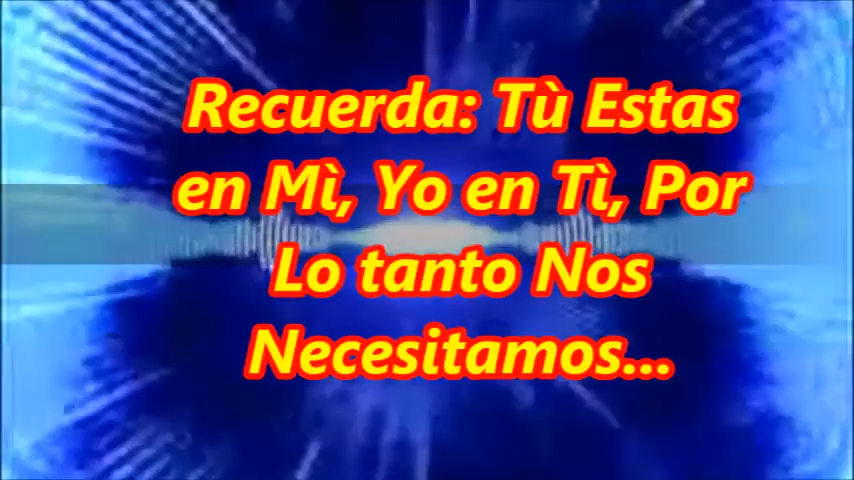 Recuerda: Tù Estas
en Mì, Yo en Tì, Por
Lo tanto Nos
Necesitamos...